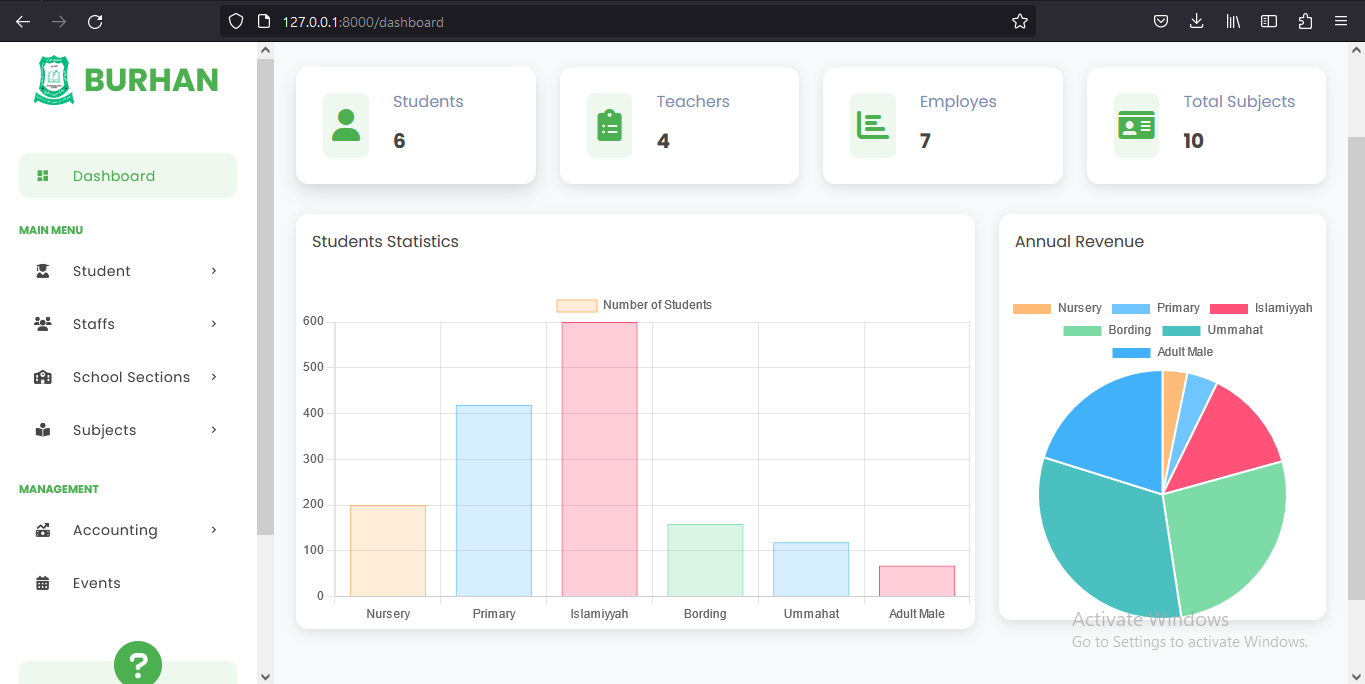 127.0.0.1:8000/dashboard
BURHAN
Dashboard
MAIN MENU
Student
Staffs
School Sections
Subjects
MANAGEMENT
Accounting
Events
?
Students
6
Teachers
4
Employes
7
Total Subjects
10
Students Statistics
Number of Students
600
500
400
300
200
100
0
Nursery Primary Islamiyyah Bording Ummahat Adult Male
Annual Revenue
Nursery Primary Islamiyyah
Bording Ummahat
Adult Male
Activate Windows
Go to Settings to activate Windows.